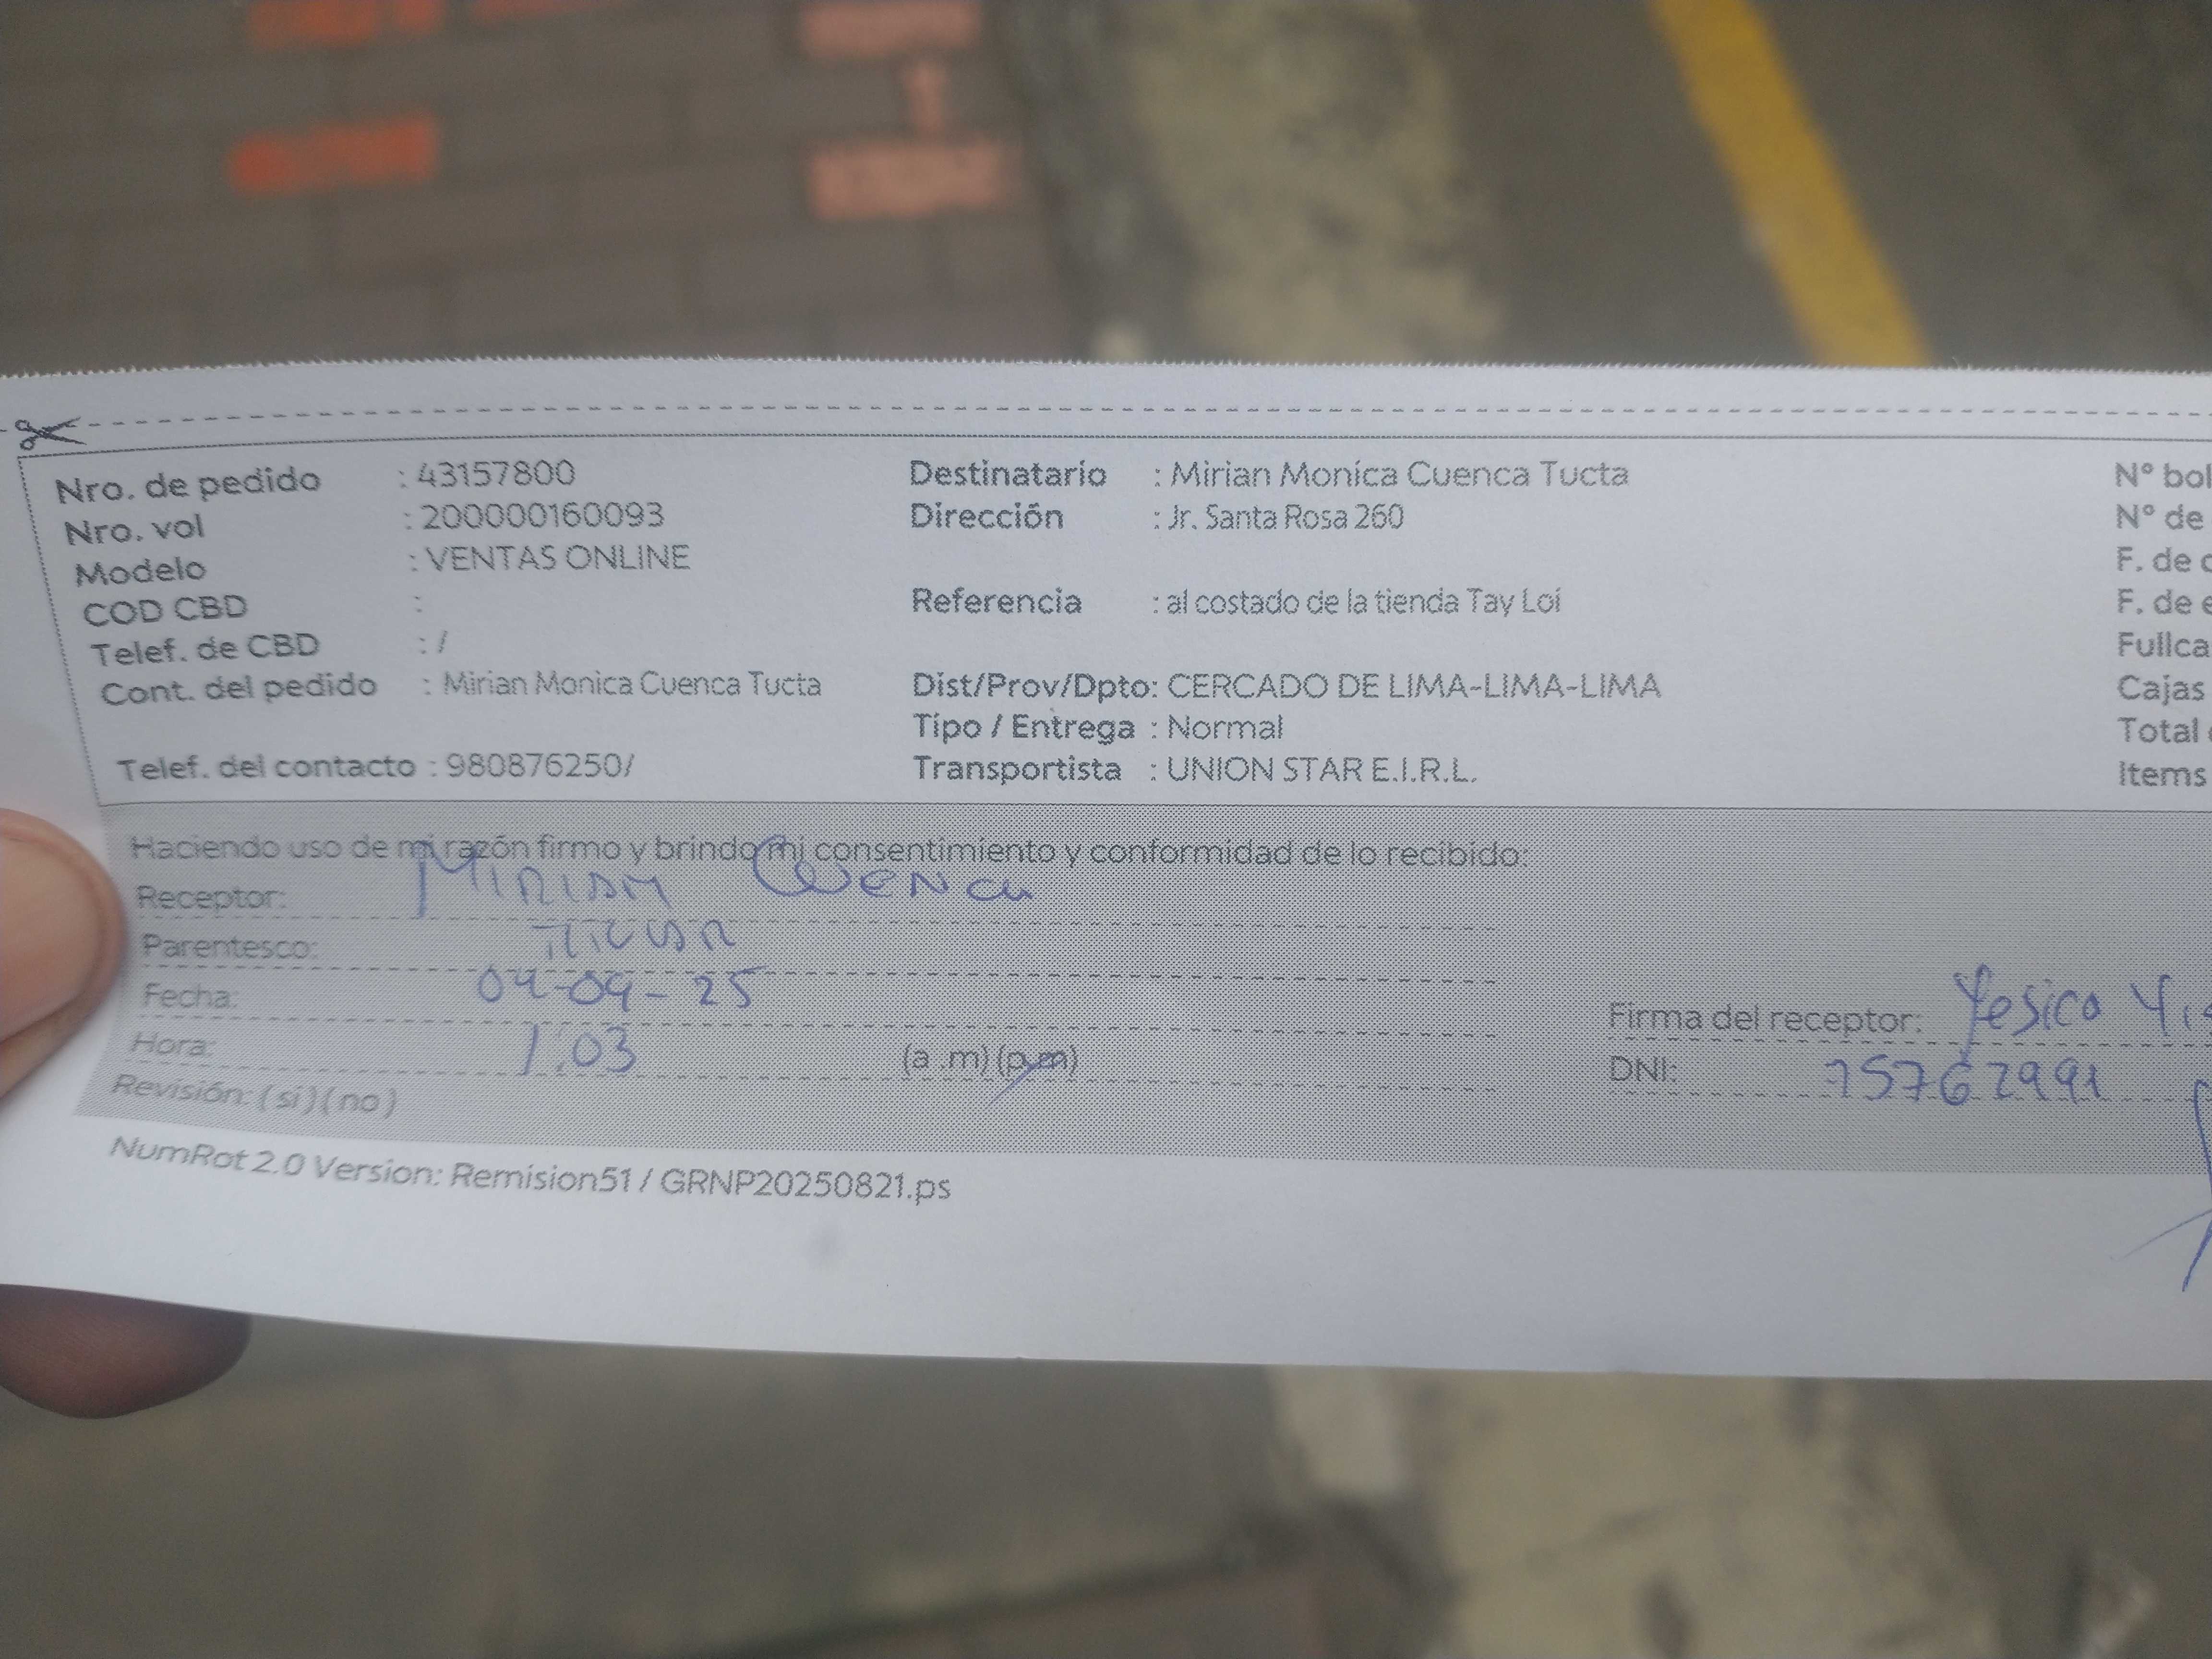 Nro. de pedido : 43157800
Nro. vol : 200000160093
Modelo : VENTAS ONLINE
COD CBD :
Telef. de CBD : /
Cont. del pedido : Mirian Monica Cuenca Tucta
Telef. del contacto : 980876250/
Destinatario : Mirian Monica Cuenca Tucta
Dirección : Jr. Santa Rosa 260
Referencia : al costado de la tienda Tay Loi
Dist/Prov/Dpto: CERCADO DE LIMA-LIMA-LIMA
Tipo / Entrega : Normal
Transportista : UNION STAR E.I.R.L.
N° bol
N° de
F. de
F. de
Fullca
Cajas
Total
Items
Haciendo uso de mi razón firmo y brindo mi consentimiento y conformidad de lo recibido:
Receptor: MIRIAM CUENCA
Parentesco:
Fecha: 04-09-25
Hora: 1:03 (a .m) (p.m)
Revisión: ( si ) ( no )
Firma del receptor: Yesica
DNI: 75762991
NumRot 2.0 Version: Remision51 / GRNP20250821.ps